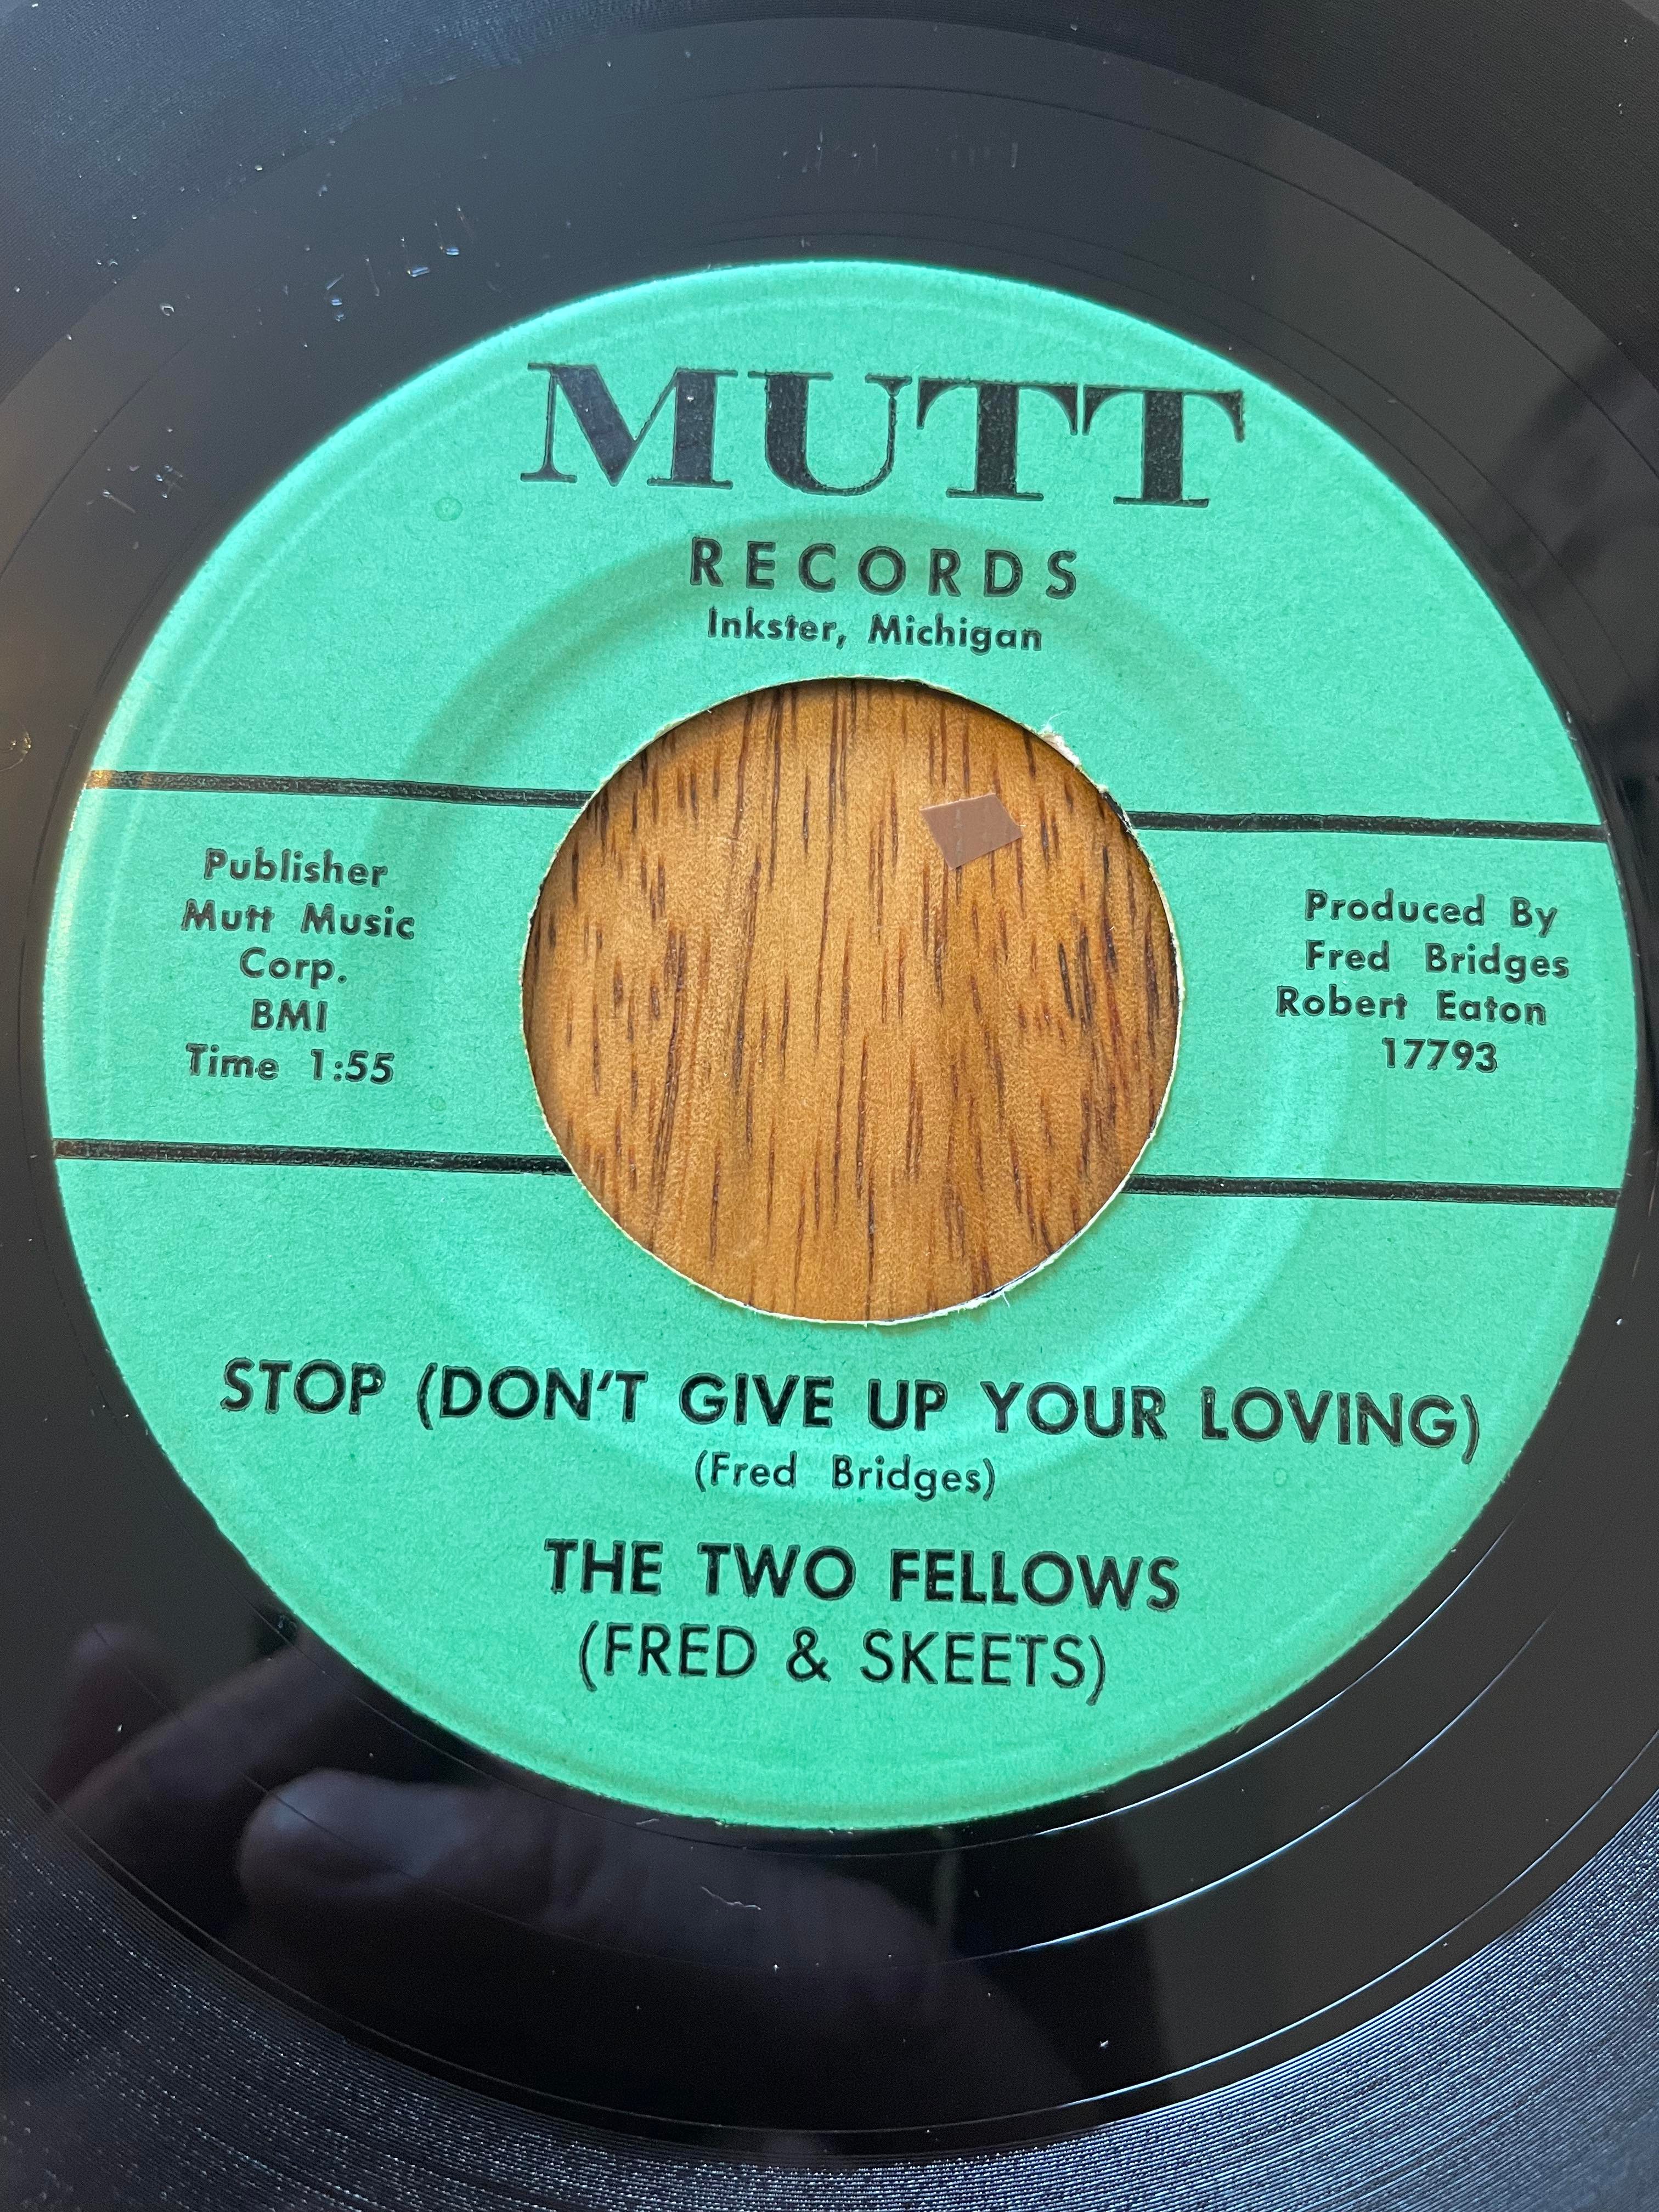 MUTT
RECORDS
Inkster, Michigan
Publisher
Mutt Music
Corp.
BMI
Time 1:55
Produced By
Fred Bridges
Robert Eaton
17793
STOP (DON'T GIVE UP YOUR LOVING)
(Fred Bridges)
THE TWO FELLOWS
(FRED & SKEETS)